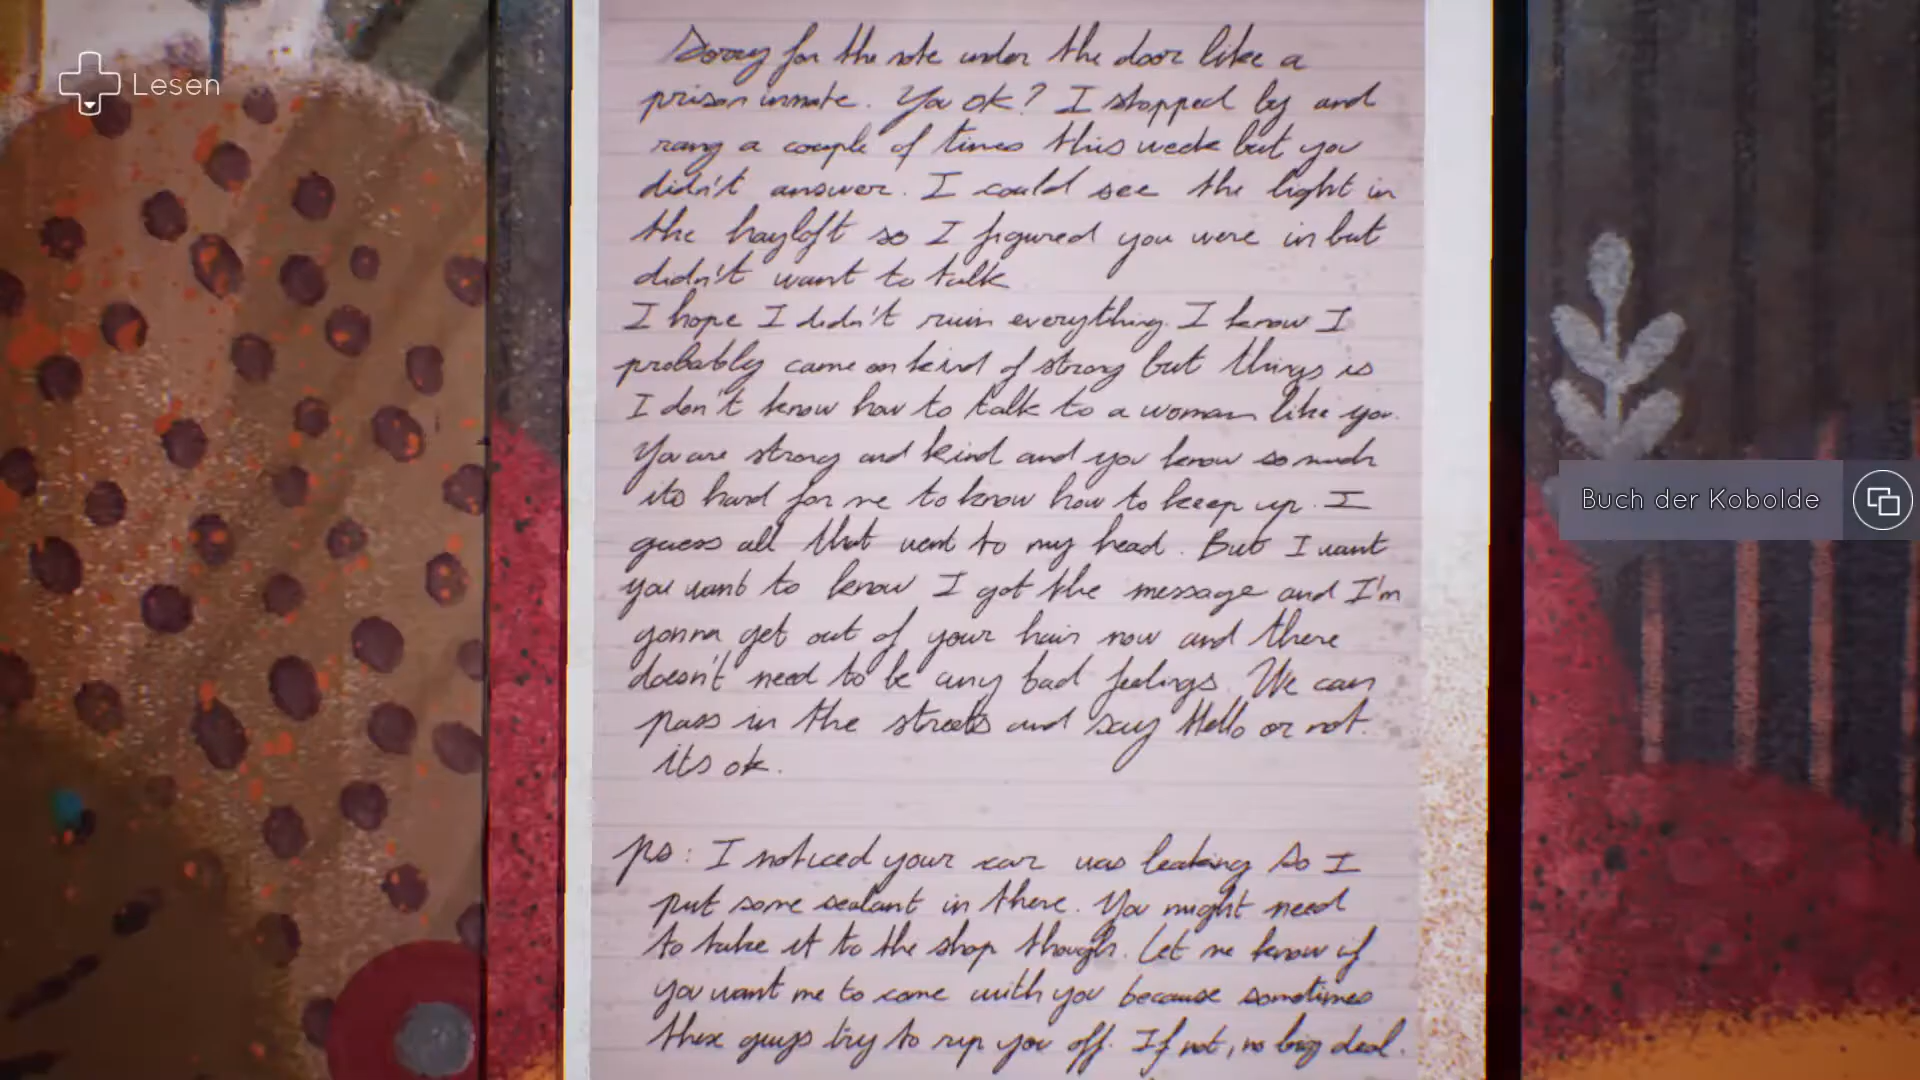 Lesen
Sorry for the note under the door like a
prison inmate. You ok? I stopped by and
rang a couple of times this week but you
didn't answer. I could see the light in
the hayloft so I figured you were in but
didn't want to talk
I hope I didn't ruin everything. I know I
probably came on kind of strong but things is
I don't know how to talk to a woman like you.
You are strong and kind and you know so much
its hard for me to know how to keep up. I
guess all that went to my head. But I want
you want to know I got the message and I'm
gonna get out of your hair now and there
doesn't need to be any bad feelings. We can
pass in the streets and say Hello or not.
its ok.
ps: I noticed your car was leaking so I
put some sealant in there. You might need
to take it to the shop though. Let me know if
you want me to come with you because sometimes
these guys try to rip you off. If not, no big deal.
Buch der Kobolde